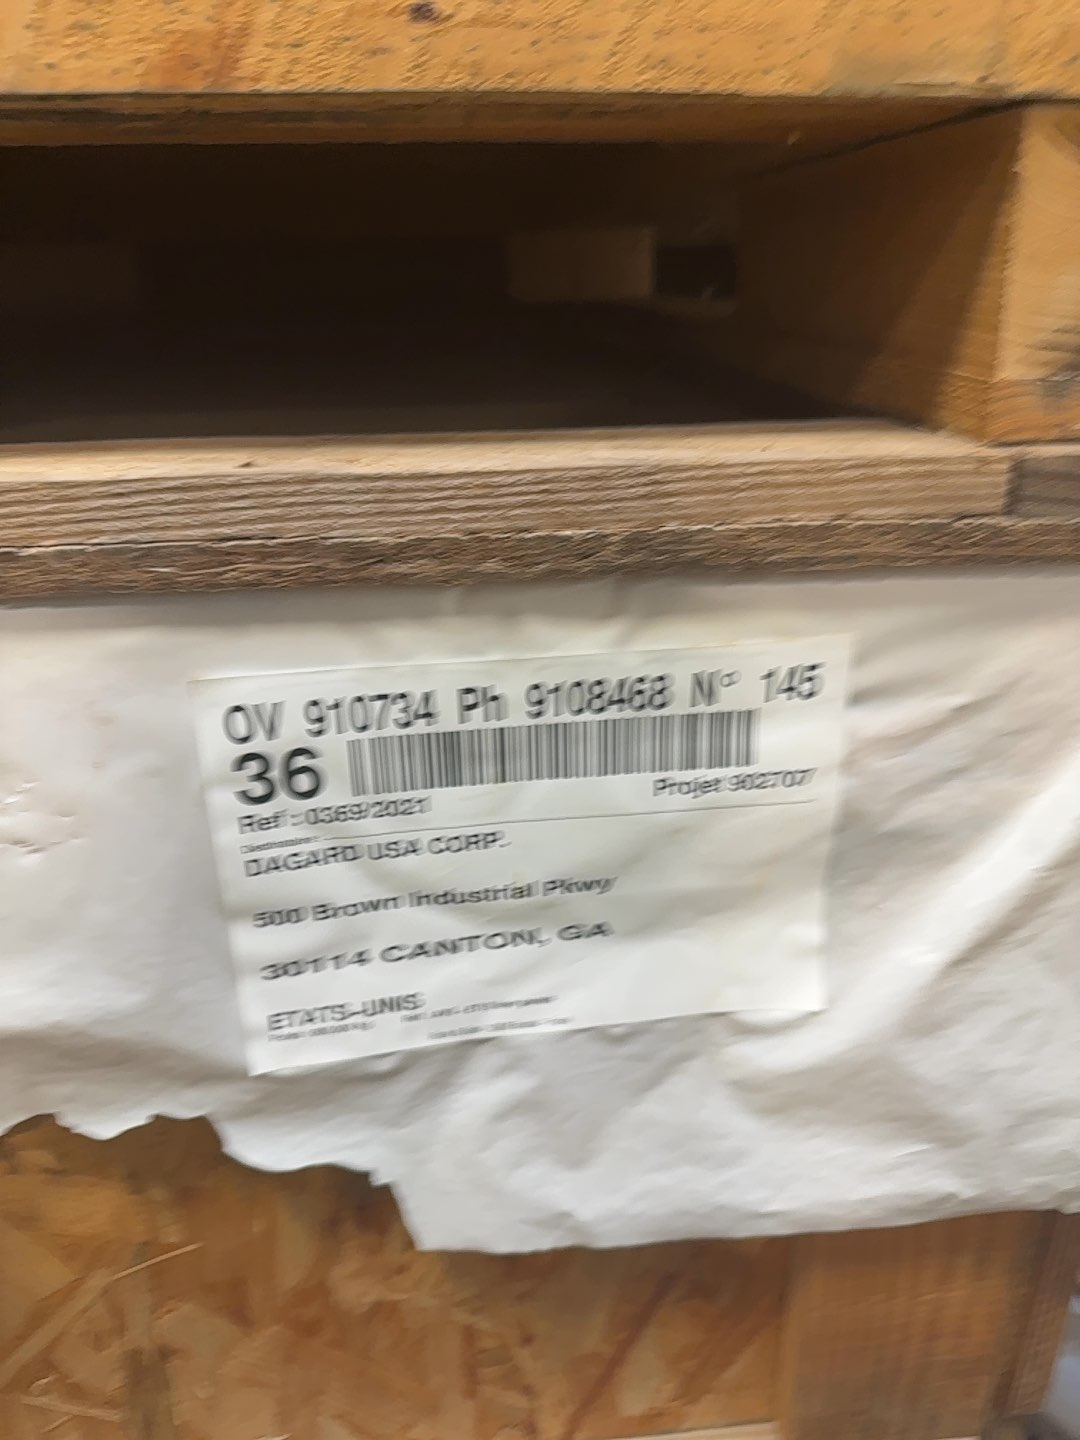 OV 910734 Ph 9108468 N° 145
36
Ref : 0369/2021 Projet 902707
DAGARD USA CORP.
500 Brown Industrial Pkwy
30114 CANTON, GA
ETATS-UNIS